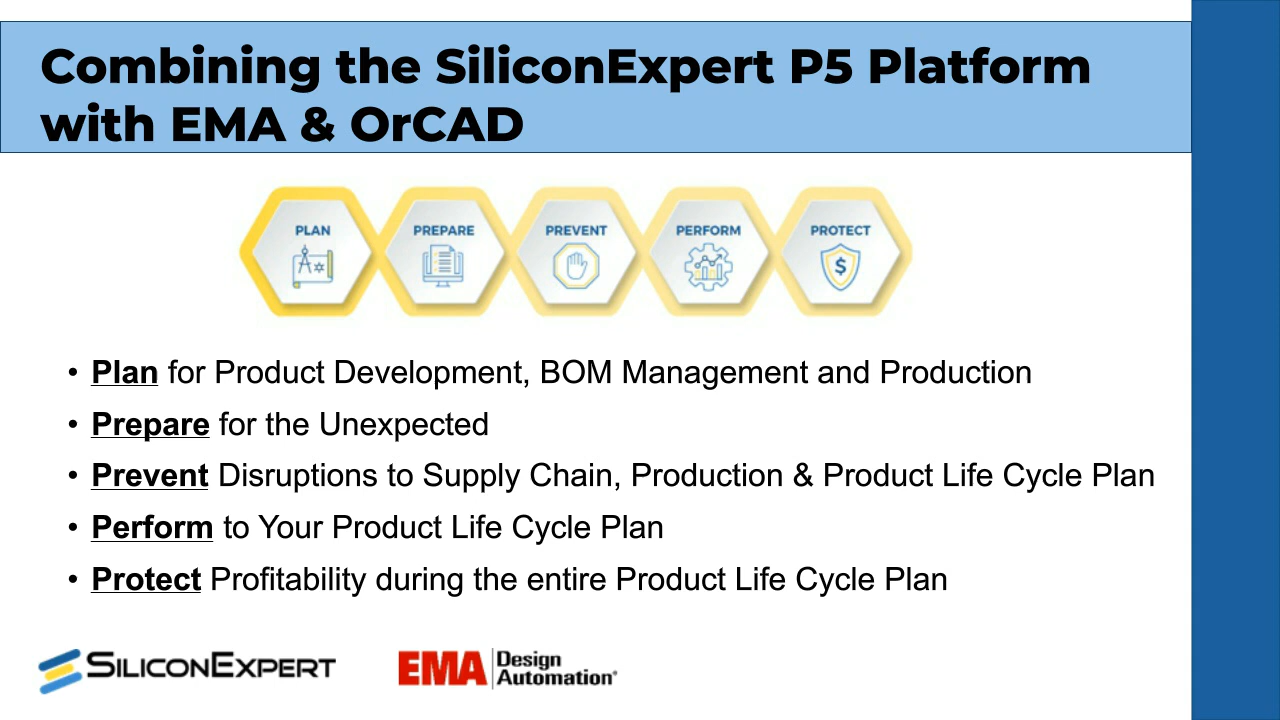 Combining the SiliconExpert P5 Platform
with EMA & OrCAD
PLAN
PREPARE
PREVENT
PERFORM
PROTECT
$
• Plan for Product Development, BOM Management and Production
• Prepare for the Unexpected
• Prevent Disruptions to Supply Chain, Production & Product Life Cycle Plan
• Perform to Your Product Life Cycle Plan
• Protect Profitability during the entire Product Life Cycle Plan
SILICONEXPERT
EMA Design
Automation®